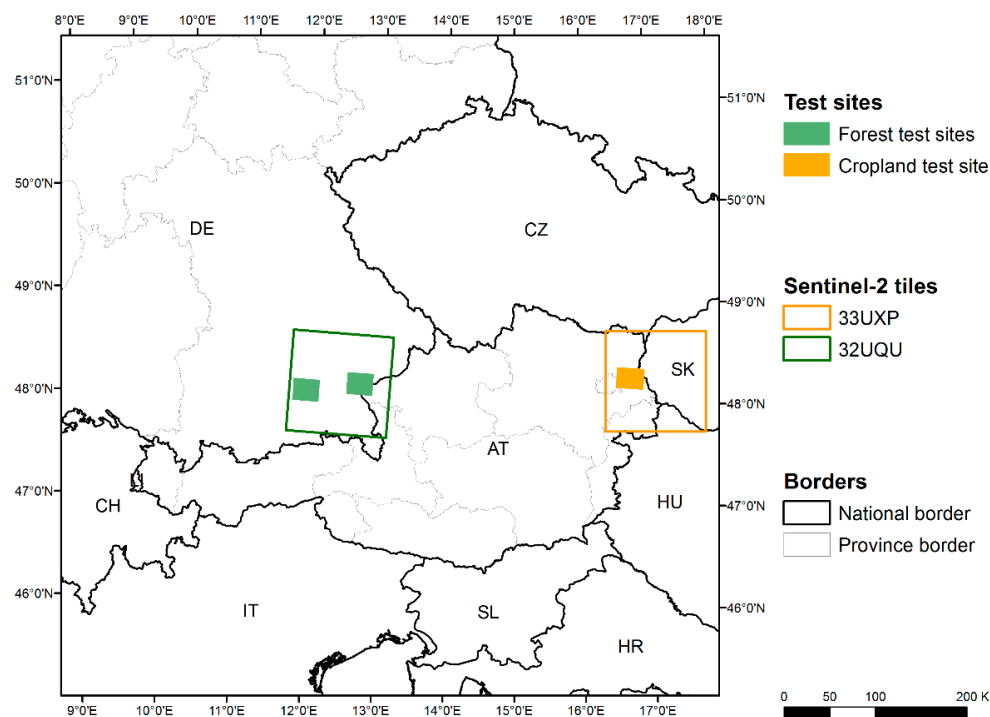 8°0'E 9°0'E 10°0'E 11°0'E 12°0'E 13°0'E 14°0'E 15°0'E 16°0'E 17°0'E 18°0'E
51°0'N
51°0'N
50°0'N
50°0'N
49°0'N
49°0'N
48°0'N
48°0'N
47°0'N
47°0'N
46°0'N
46°0'N
DE
CZ
SK
AT
LI
CH
HU
IT
SL
HR
9°0'E 10°0'E 11°0'E 12°0'E 13°0'E 14°0'E 15°0'E 16°0'E 17°0'E
Test sites
Forest test sites
Cropland test site
Sentinel-2 tiles
33UXP
32UQU
Borders
National border
Province border
0 50 100 200 K